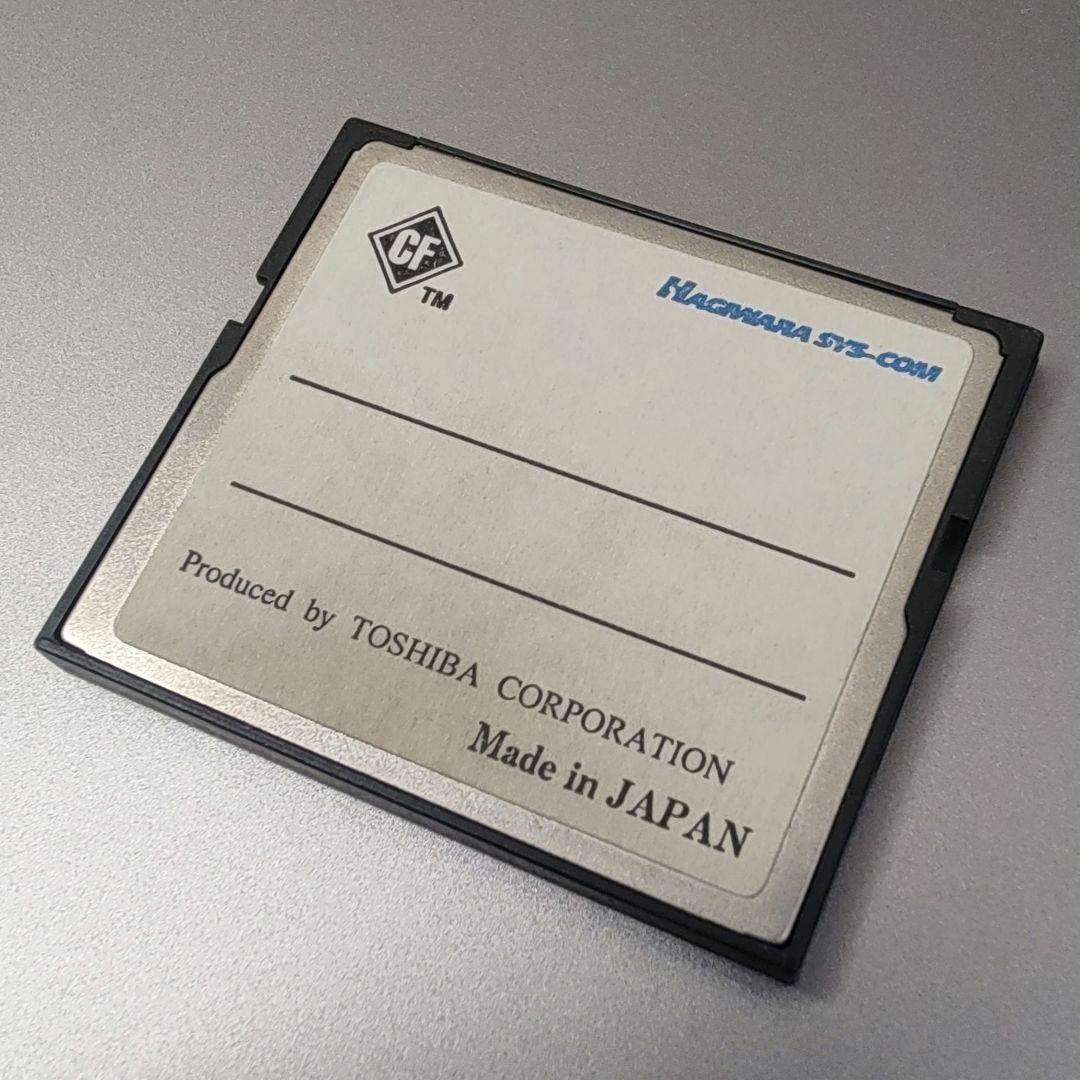 CF
TM
HAGIWARA SYS-COM
Produced by TOSHIBA CORPORATION
Made in JAPAN